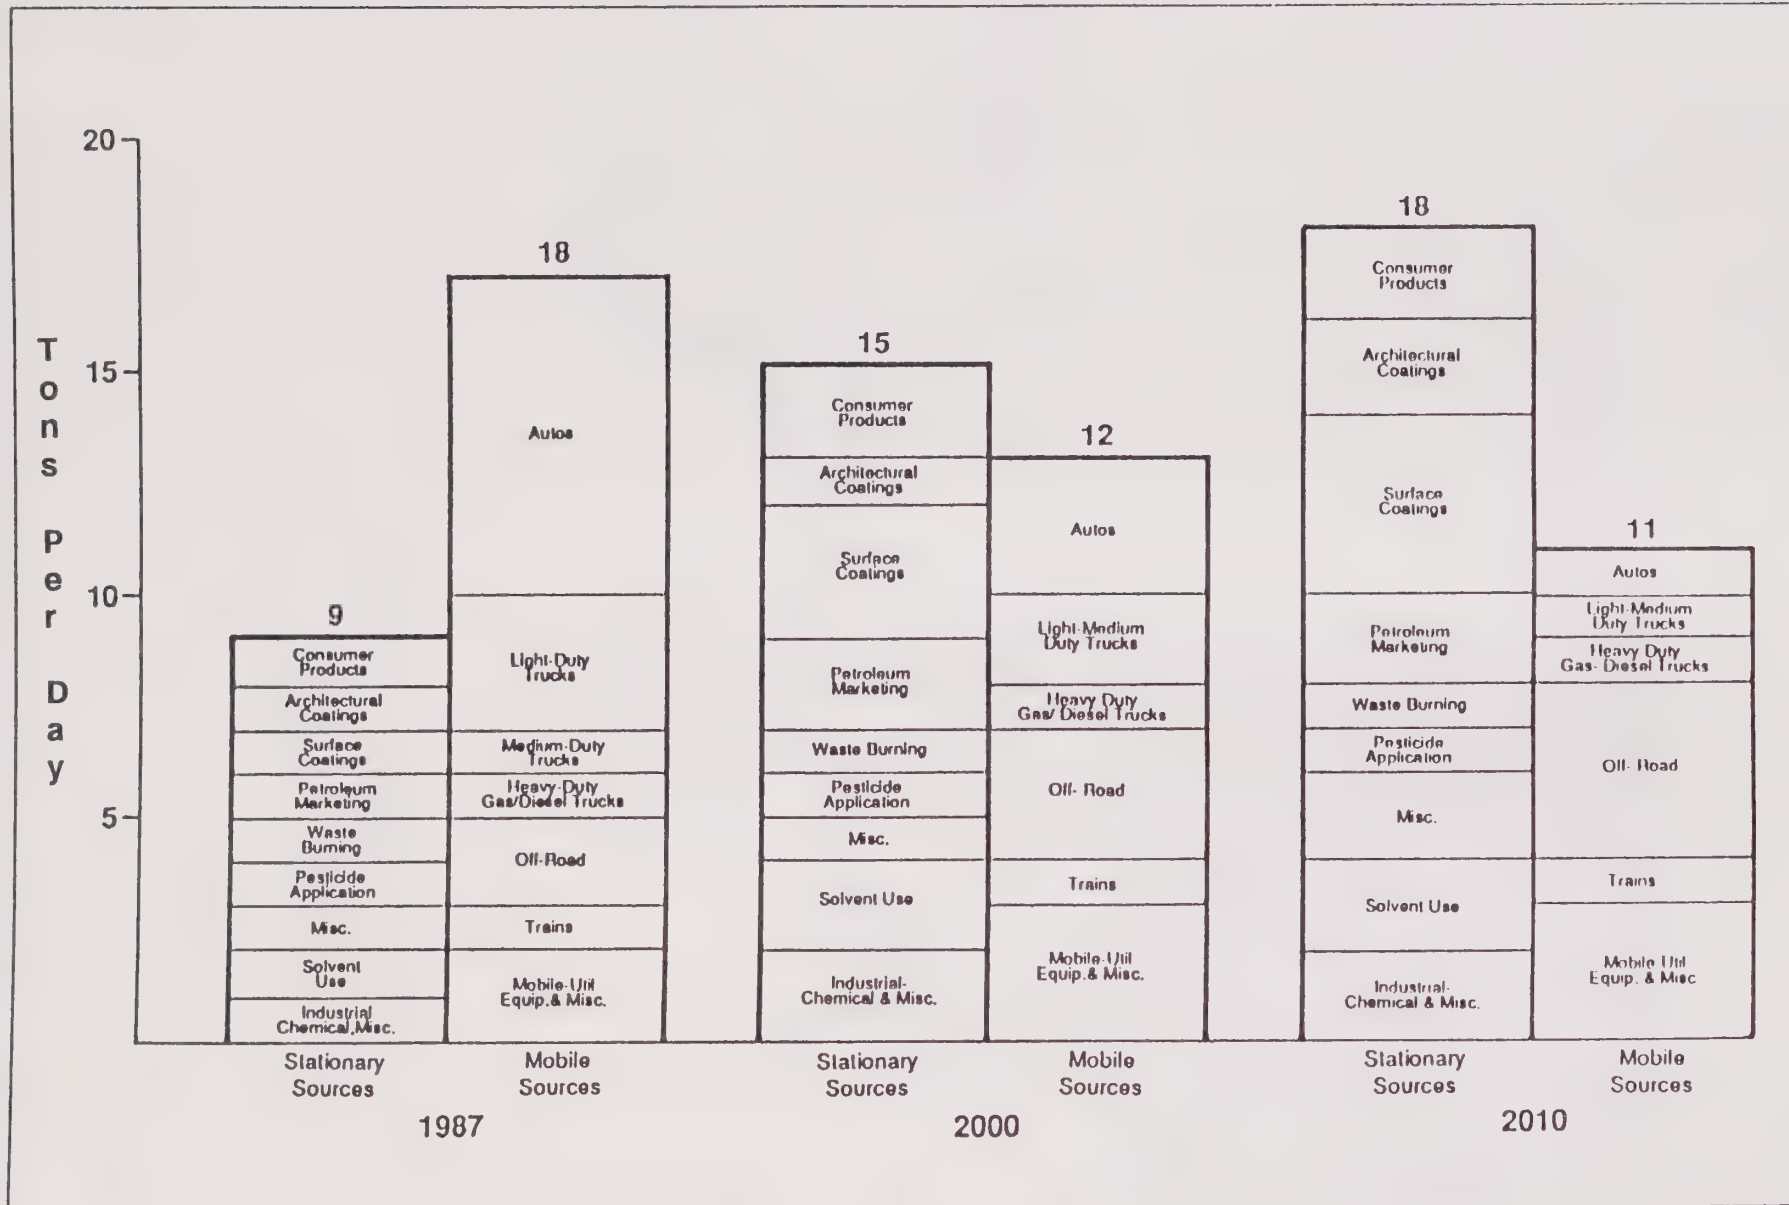 Tons Per Day
20
15
10
5
9
Consumer
Products
Architectural
Coatings
Surface
Coatings
Petroleum
Marketing
Waste
Burning
Pesticide
Application
Misc.
Solvent
Use
Industrial
Chemical, Misc.
Stationary
Sources
18
Autos
Light-Duty
Trucks
Medium-Duty
Trucks
Heavy-Duty
Gas/Diesel Trucks
Off-Road
Trains
Mobile-Util
Equip.& Misc.
Mobile
Sources
1987
15
Consumer
Products
Architectural
Coatings
Surface
Coatings
Petroleum
Marketing
Waste Burning
Pesticide
Application
Misc.
Solvent Use
Industrial-
Chemical & Misc.
Stationary
Sources
12
Autos
Light-Medium
Duty Trucks
Heavy Duty
Gas/ Diesel Trucks
Off- Road
Trains
Mobile-Util
Equip.& Misc.
Mobile
Sources
2000
18
Consumer
Products
Architectural
Coatings
Surface
Coatings
Petroleum
Marketing
Waste Burning
Pesticide
Application
Misc.
Solvent Use
Industrial-
Chemical & Misc.
Stationary
Sources
11
Autos
Light-Medium
Duty Trucks
Heavy Duty
Gas- Diesel Trucks
Off- Road
Trains
Mobile Util
Equip. & Misc
Mobile
Sources
2010